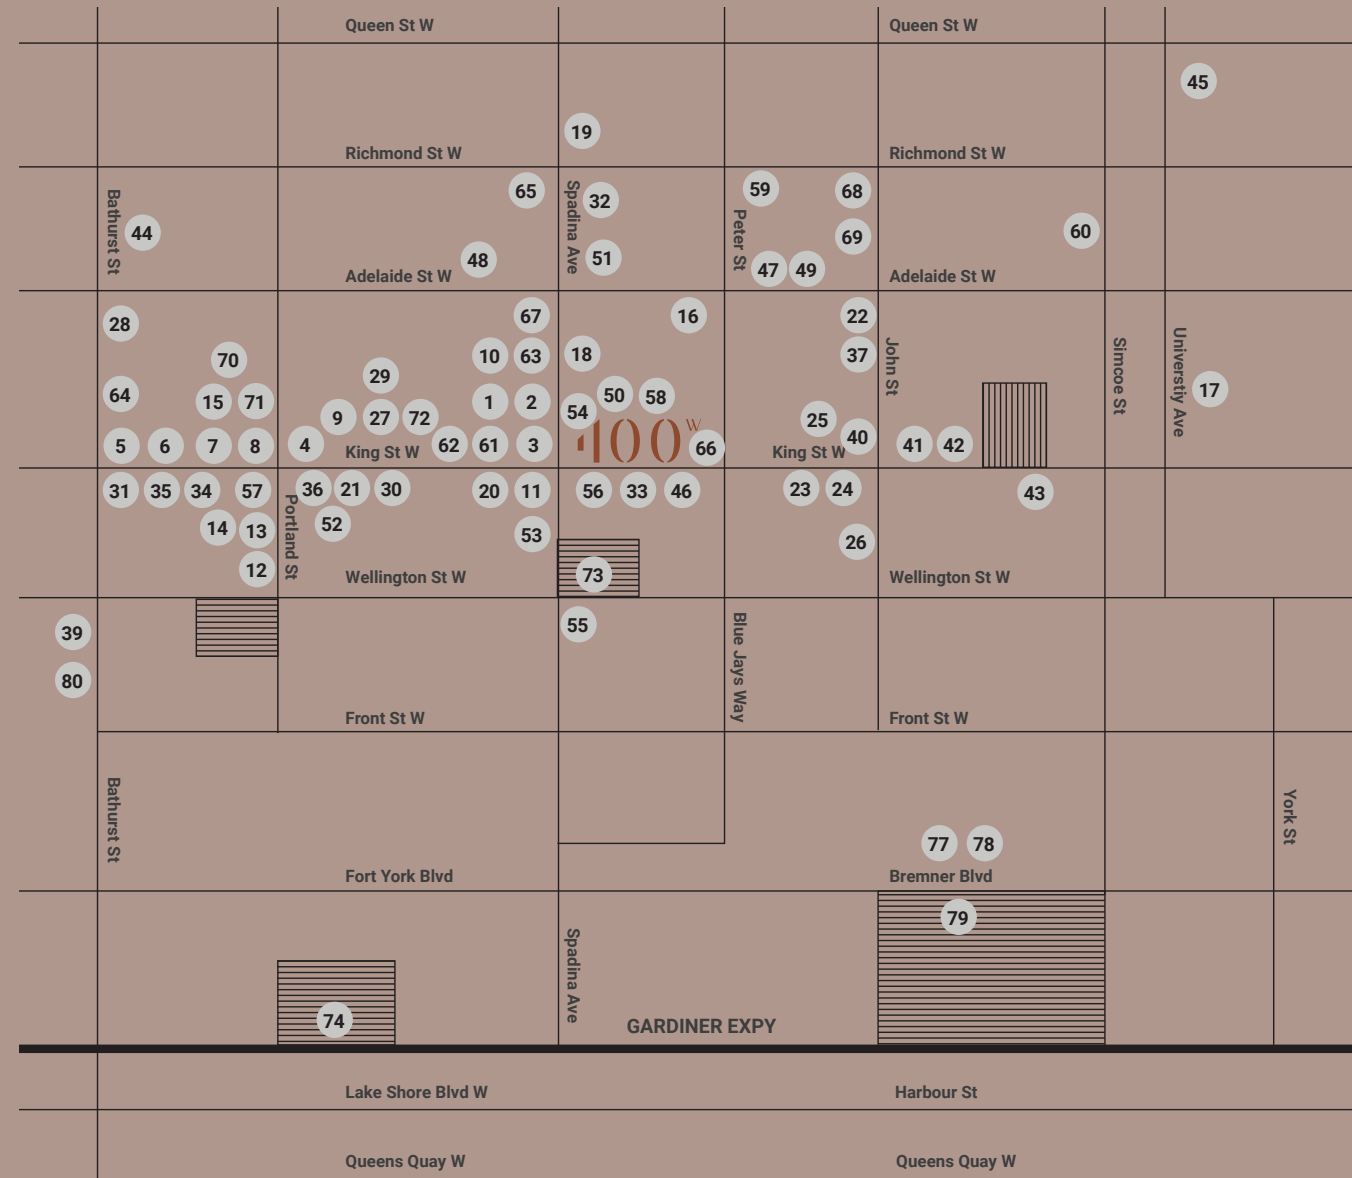 Queen St W
Queen St W
45
19
Richmond St W
Richmond St W
65
59
68
Bathurst St
Spadina Ave
32
Peter St
44
69
60
48
51
47
49
Adelaide St W
Adelaide St W
28
67
16
22
70
10
63
18
37
John St
Simcoe St
Universtiy Ave
29
64
15
71
1
2
50
58
17
9
27
72
54
25
5
6
7
8
4
King St W
62
61
3
400 W
66
King St W
40
41
42
31
35
34
57
36
21
30
20
11
56
33
46
23
24
43
14
13
Portland St
52
53
26
12
Wellington St W
73
Wellington St W
39
55
Blue Jays Way
80
Front St W
Front St W
Bathurst St
York St
77
78
Fort York Blvd
Bremner Blvd
79
Spadina Ave
74
GARDINER EXPY
Lake Shore Blvd W
Harbour St
Queens Quay W
Queens Quay W